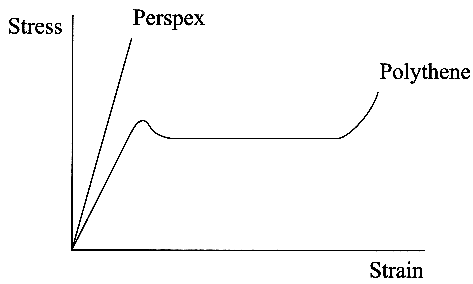 Perspex
Stress
Polythene
Strain